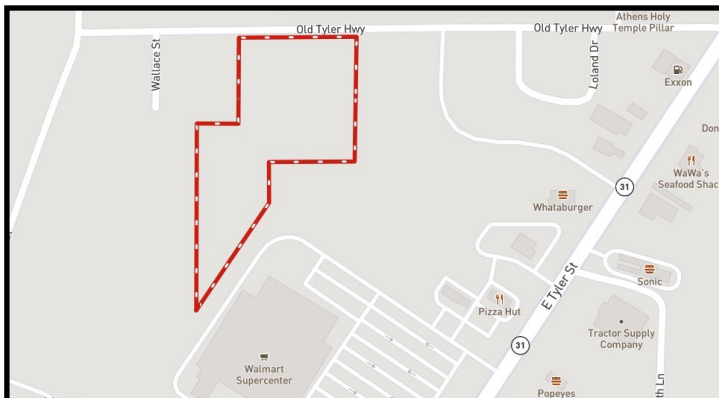 Athens Holy
Temple Pillar
Old Tyler Hwy
Old Tyler Hwy
Wallace St
Loland Dr
Exxon
Don
WaWa's
Seafood Shac
31
Whataburger
E Tyler St
Sonic
Pizza Hut
Tractor Supply
Company
31
Walmart
Supercenter
Popeyes
th Ln